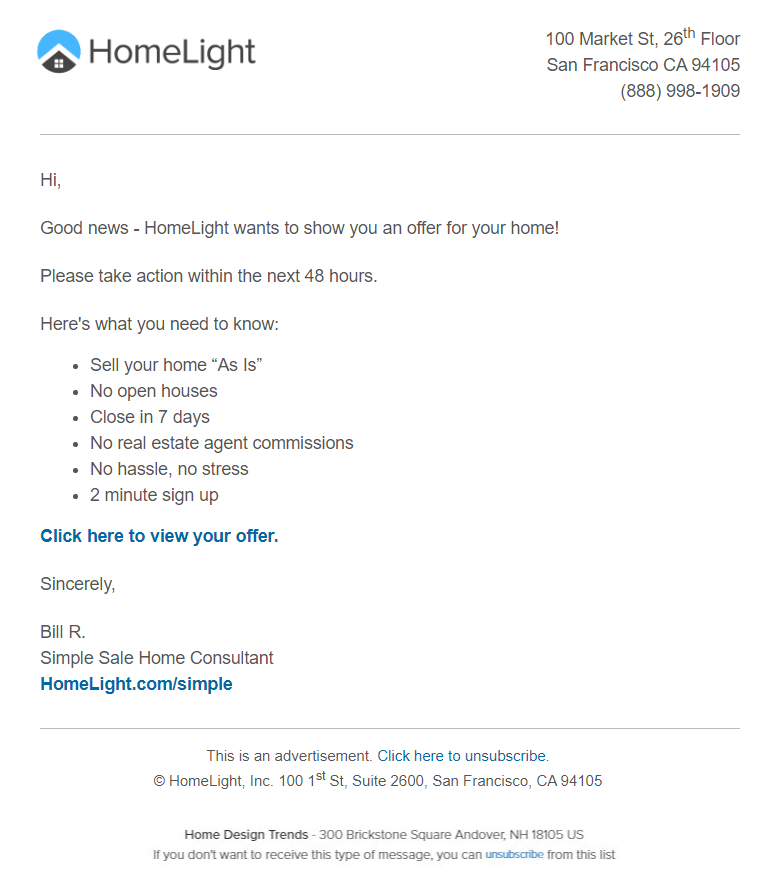 HomeLight
100 Market St, 26th Floor
San Francisco CA 94105
(888) 998-1909
Hi,
Good news - HomeLight wants to show you an offer for your home!
Please take action within the next 48 hours.
Here's what you need to know:
• Sell your home “As Is”
• No open houses
• Close in 7 days
• No real estate agent commissions
• No hassle, no stress
• 2 minute sign up
Click here to view your offer.
Sincerely,
Bill R.
Simple Sale Home Consultant
HomeLight.com/simple
This is an advertisement. Click here to unsubscribe.
© HomeLight, Inc. 100 1st St, Suite 2600, San Francisco, CA 94105
Home Design Trends - 300 Brickstone Square Andover, NH 18105 US
If you don't want to receive this type of message, you can unsubscribe from this list